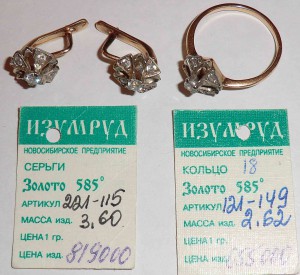 ИЗУМРУД
НОВОСИБИРСКОЕ ПРЕДПРИЯТИЕ
СЕРЬГИ
Золото 585°
АРТИКУЛ 221-115
МАССА изд. 3,60
ЦЕНА 1 гр.
ЦЕНА изд. 819000
ИЗУМРУД
НОВОСИБИРСКОЕ ПРЕДПРИЯТИЕ
КОЛЬЦО 18
Золото 585°
АРТИКУЛ 121-149
МАССА изд. 2,62
ЦЕНА 1 гр.
ЦЕНА изд.